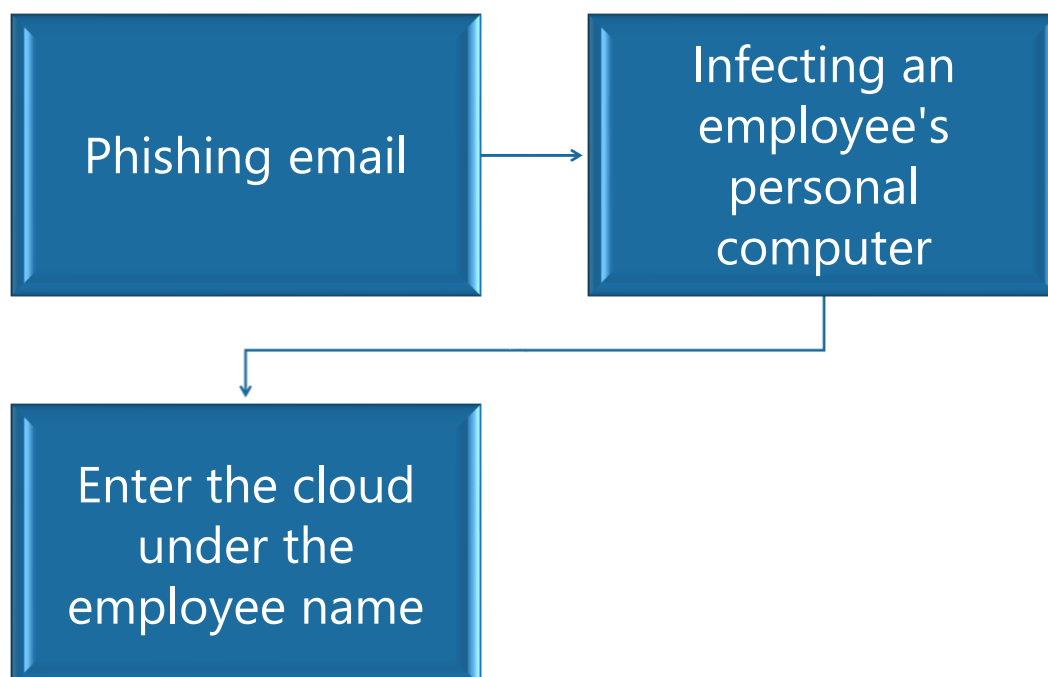 Phishing email
Infecting an
employee's
personal
computer
Enter the cloud
under the
employee name